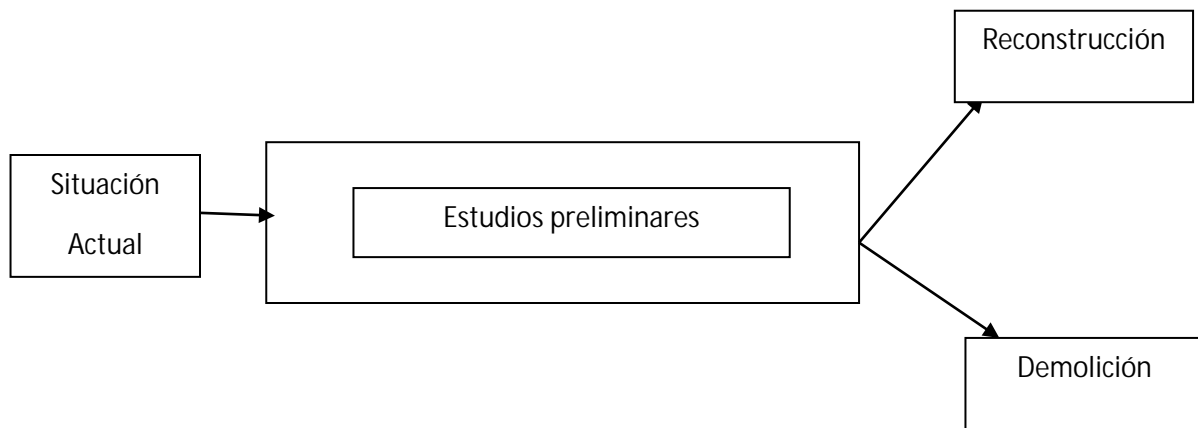 Situación
Actual
Estudios preliminares
Reconstrucción
Demolición